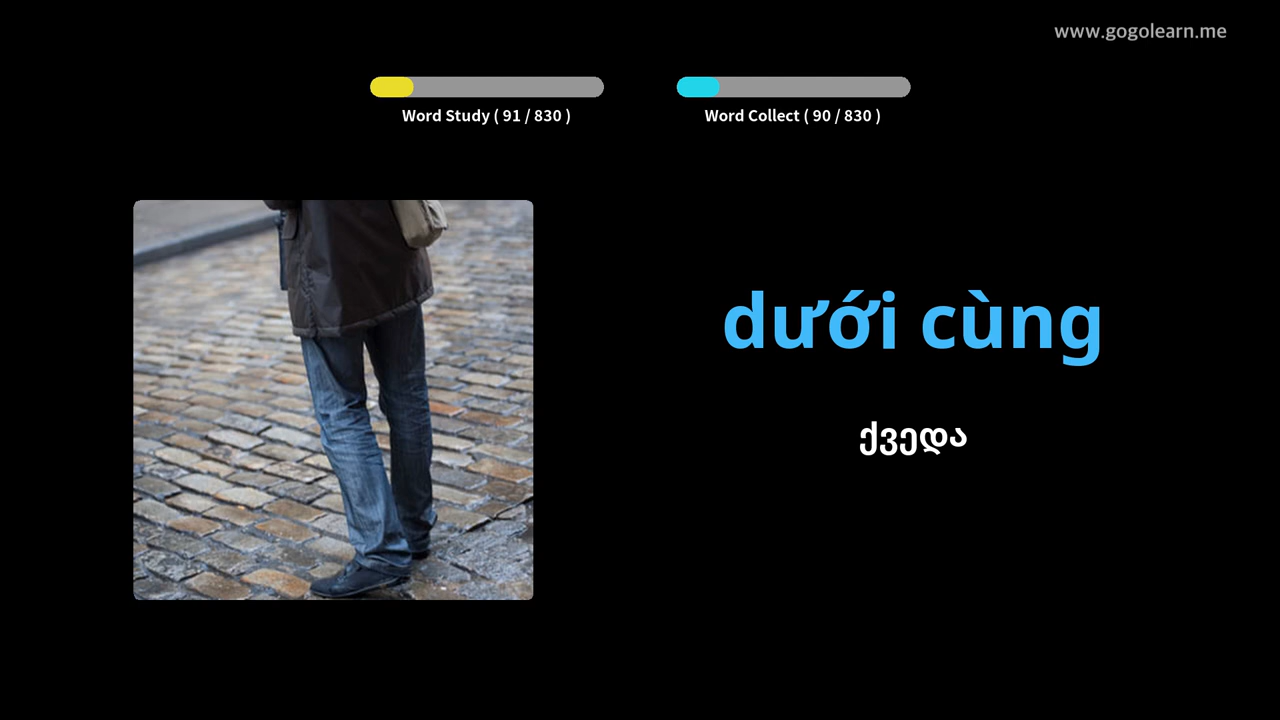 www.gogolearn.me
Word Study ( 91 / 830 )
Word Collect ( 90 / 830 )
dưới cùng
ქვედა